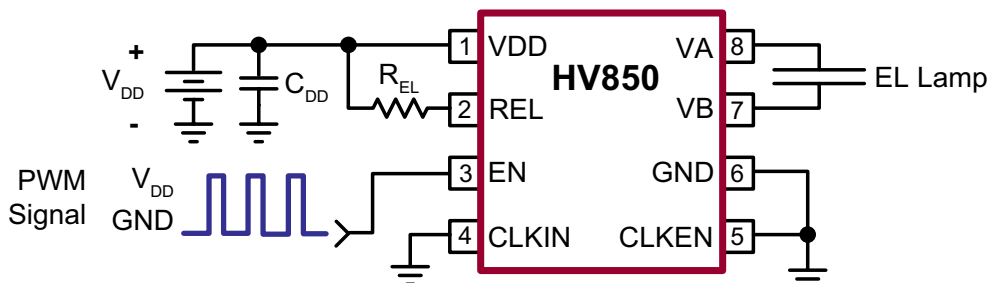 +
V_DD
-
C_DD
R_EL
PWM
Signal
V_DD
GND
HV850
1 VDD
2 REL
3 EN
4 CLKIN
VA 8
VB 7
GND 6
CLKEN 5
EL Lamp